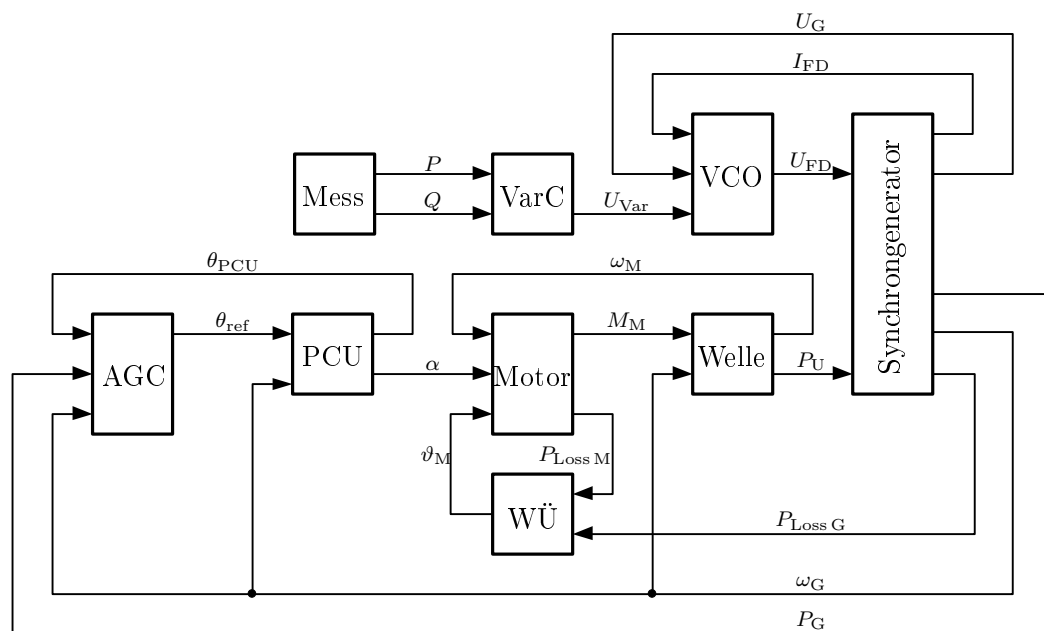 U_G
I_FD
Mess
P
Q
VarC
U_Var
VCO
U_FD
Synchrongenerator
θ_PCU
ω_M
AGC
θ_ref
PCU
α
Motor
M_M
Welle
P_U
ϑ_M
P_Loss M
WÜ
P_Loss G
ω_G
P_G